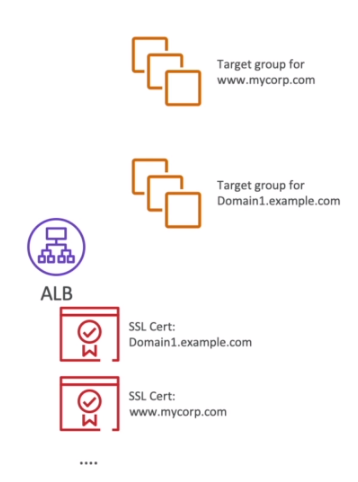 Target group for
www.mycorp.com
Target group for
Domain1.example.com
ALB
SSL Cert:
Domain1.example.com
SSL Cert:
www.mycorp.com
....